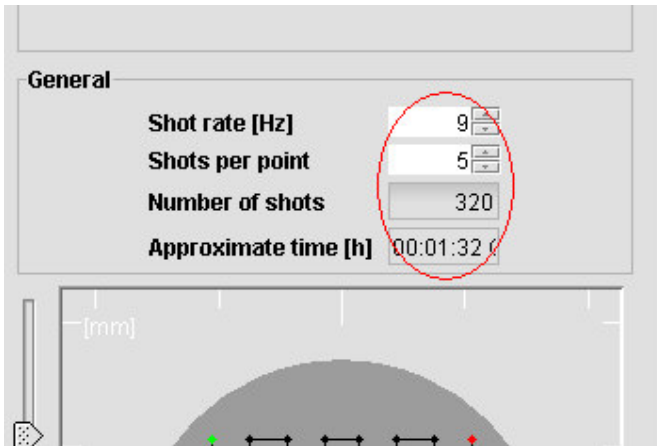 General
Shot rate [Hz] 9
Shots per point 5
Number of shots 320
Approximate time [h] 00:01:32 (
[mm]